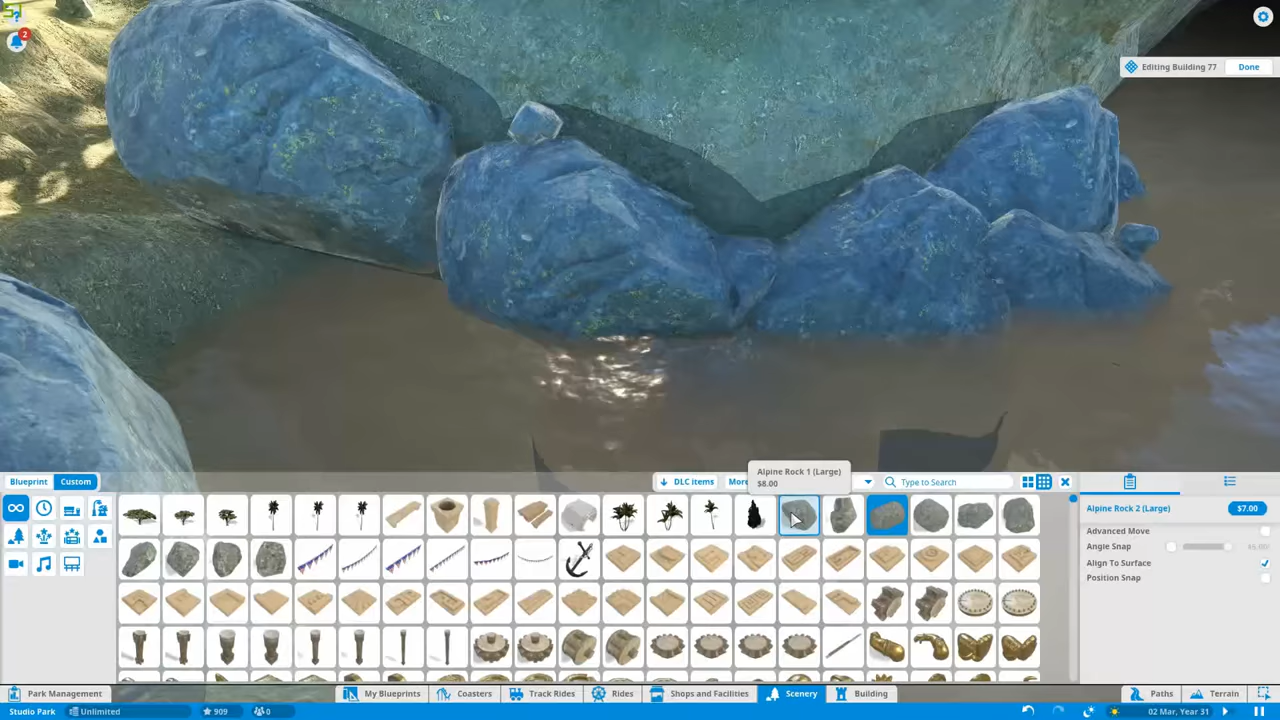 ?
2
Editing Building 77
Done
Alpine Rock 1 (Large)
$8.00
Blueprint
Custom
DLC items
More
Type to Search
Alpine Rock 2 (Large)
$7.00
Advanced Move
Angle Snap
Align To Surface
Position Snap
Park Management
My Blueprints
Coasters
Track Rides
Rides
Shops and Facilities
Scenery
Building
Paths
Terrain
Studio Park
Unlimited
909
0
02 Mar, Year 31